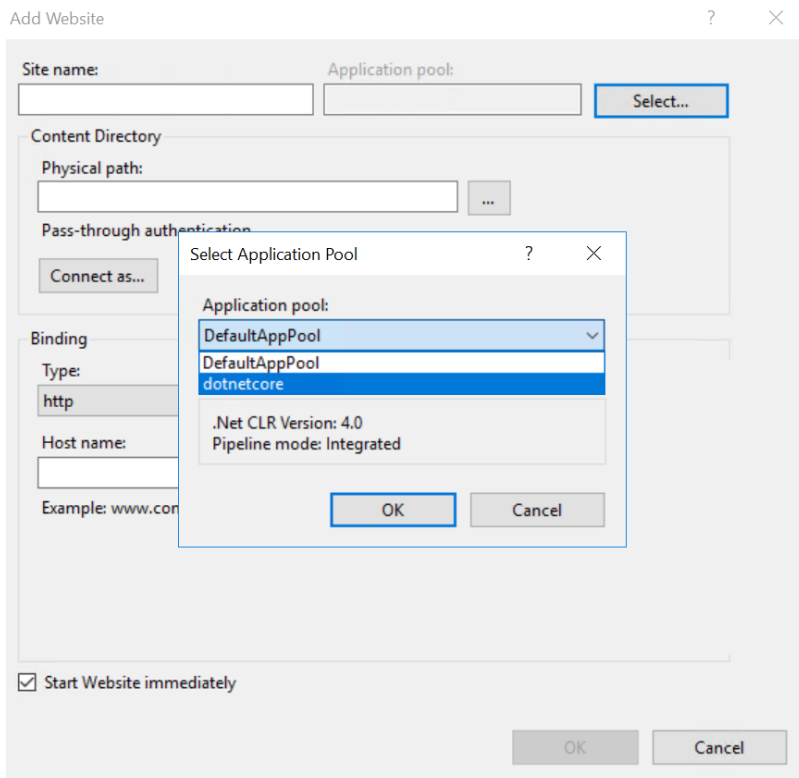 Add Website ?
Site name: Application pool:
Select...
Content Directory
Physical path:
...
Pass-through authentication
Connect as...
Select Application Pool ?
Application pool:
DefaultAppPool
DefaultAppPool
dotnetcore
.Net CLR Version: 4.0
Pipeline mode: Integrated
OK Cancel
Binding
Type:
http
Host name:
Example: www.con
Start Website immediately
OK Cancel